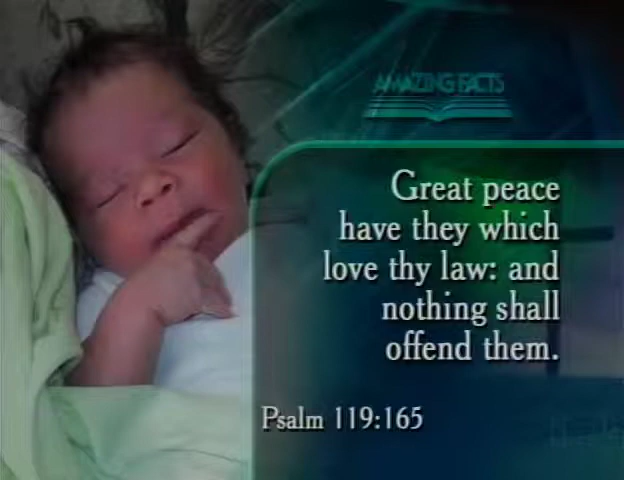 AMAZING FACTS
Great peace
have they which
love thy law: and
nothing shall
offend them.
Psalm 119:165